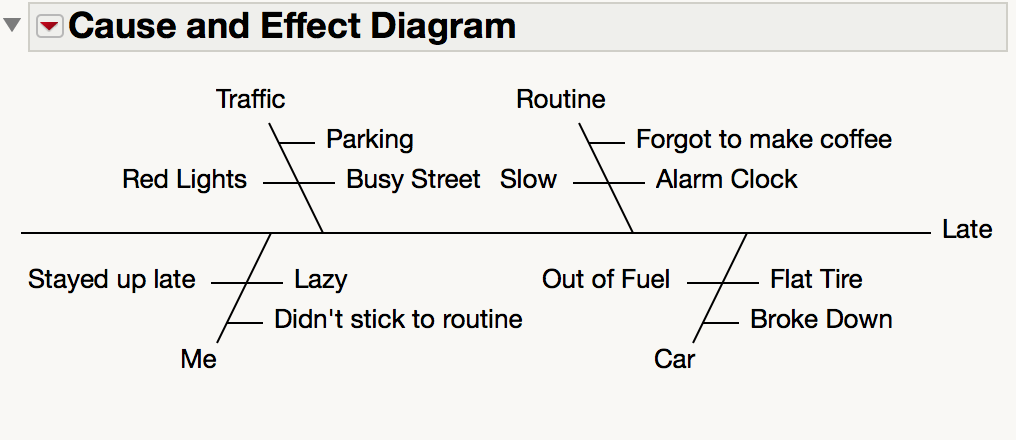 Cause and Effect Diagram
Traffic Routine
Parking Forgot to make coffee
Red Lights Busy Street Slow Alarm Clock
Late
Stayed up late Lazy Out of Fuel Flat Tire
Didn't stick to routine Broke Down
Me Car